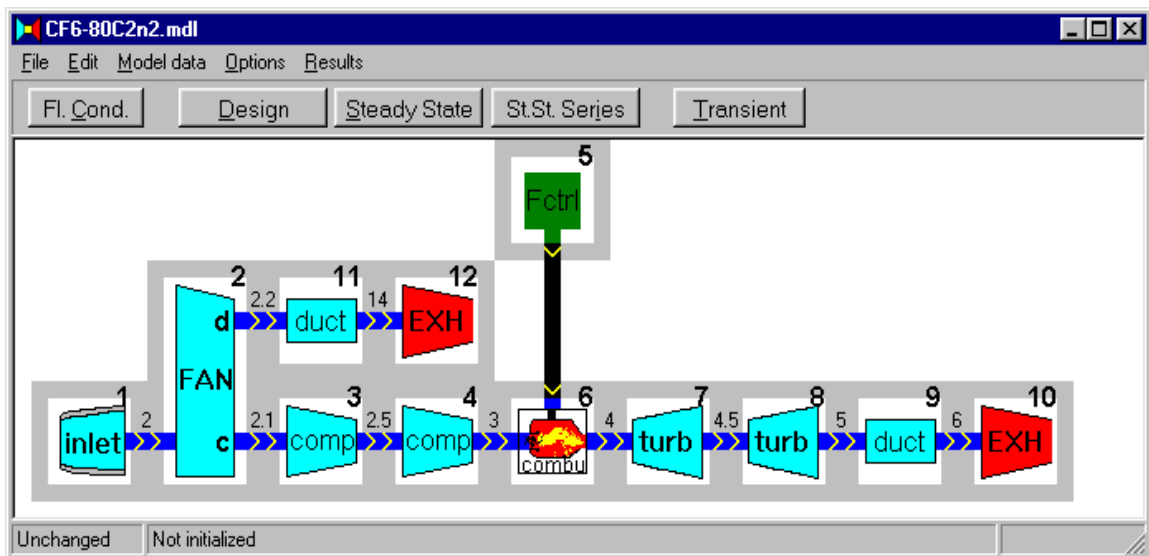 CF6-80C2n2.mdl
File Edit Model data Options Results
Fl. Cond. Design Steady State St.St. Series Transient
5
Fctrl
2 11 12
2.2 14
d duct EXH
FAN
1 3 4 6 7 8 9 10
2 2.1 2.5 3 4 4.5 5 6
inlet c comp comp turb turb duct EXH
combu
Unchanged Not initialized